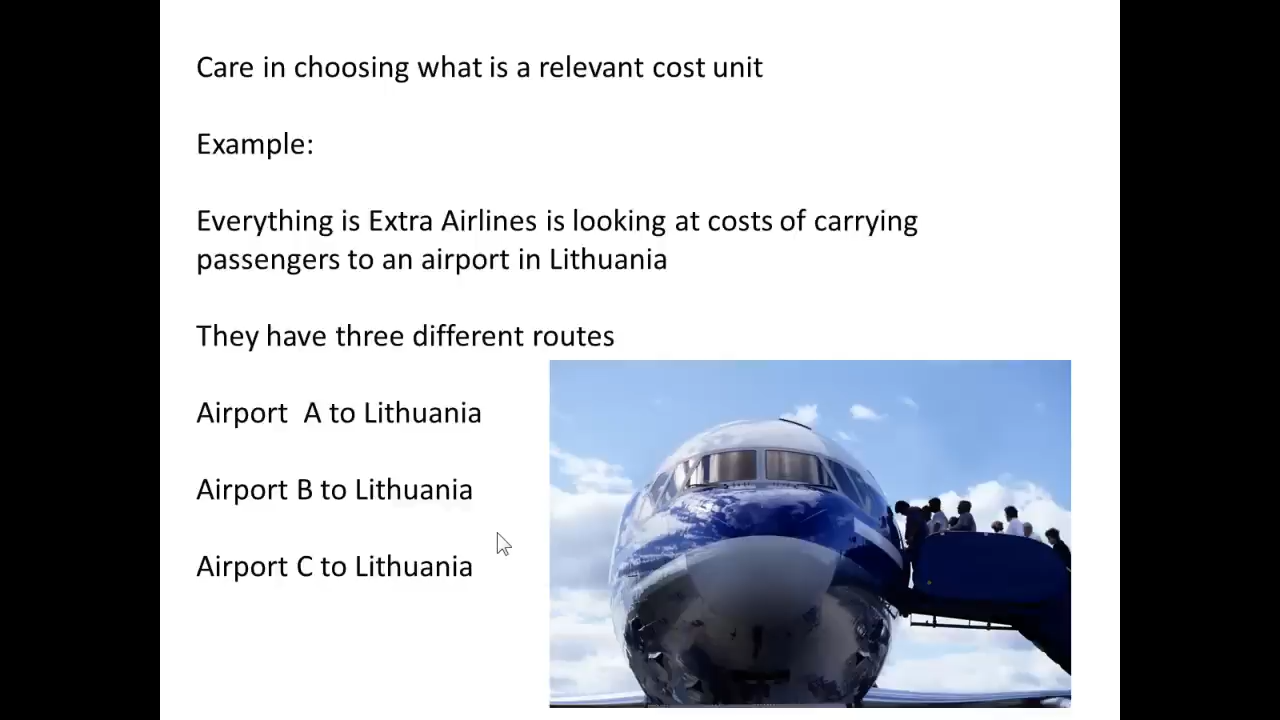 Care in choosing what is a relevant cost unit
Example:
Everything is Extra Airlines is looking at costs of carrying
passengers to an airport in Lithuania
They have three different routes
Airport A to Lithuania
Airport B to Lithuania
Airport C to Lithuania